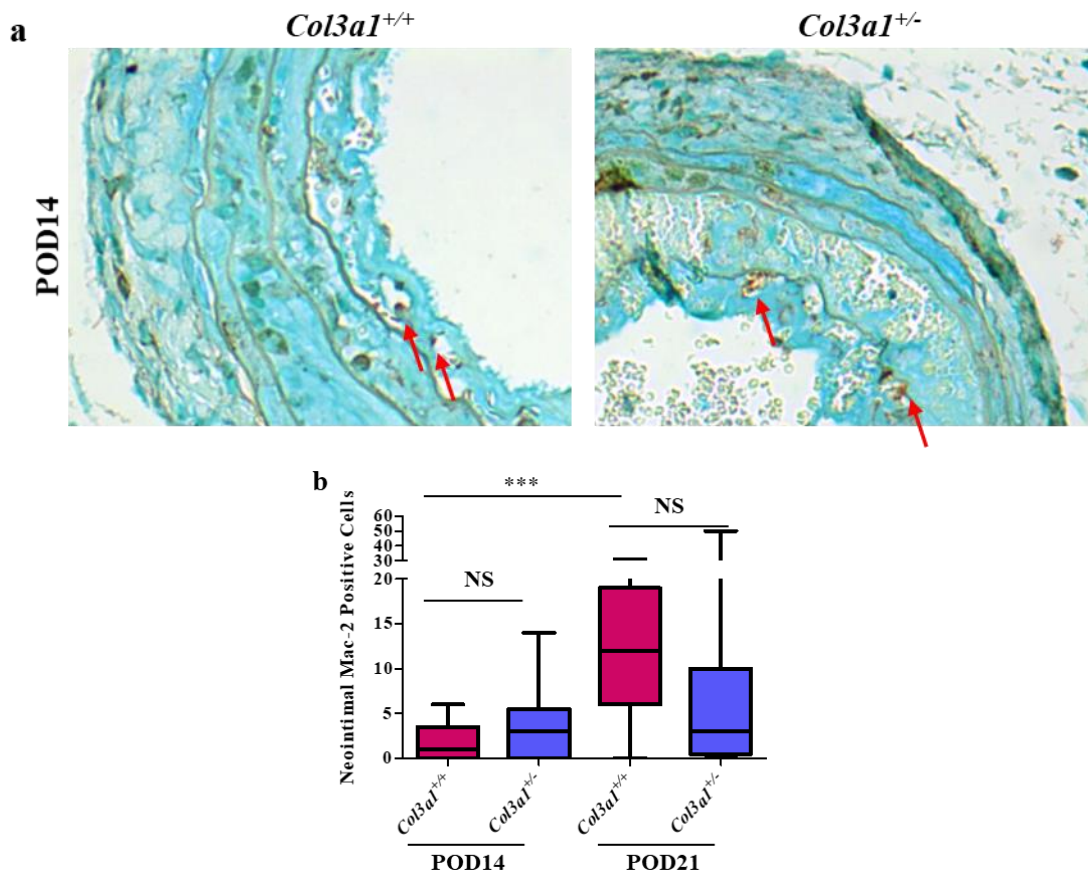 a
Col3a1+/+
Col3a1+/-
POD14
b
***
NS
NS
Neointimal Mac-2 Positive Cells
60
50
40
30
20
15
10
5
0
Col3a1+/+
Col3a1+/-
Col3a1+/+
Col3a1+/-
POD14
POD21